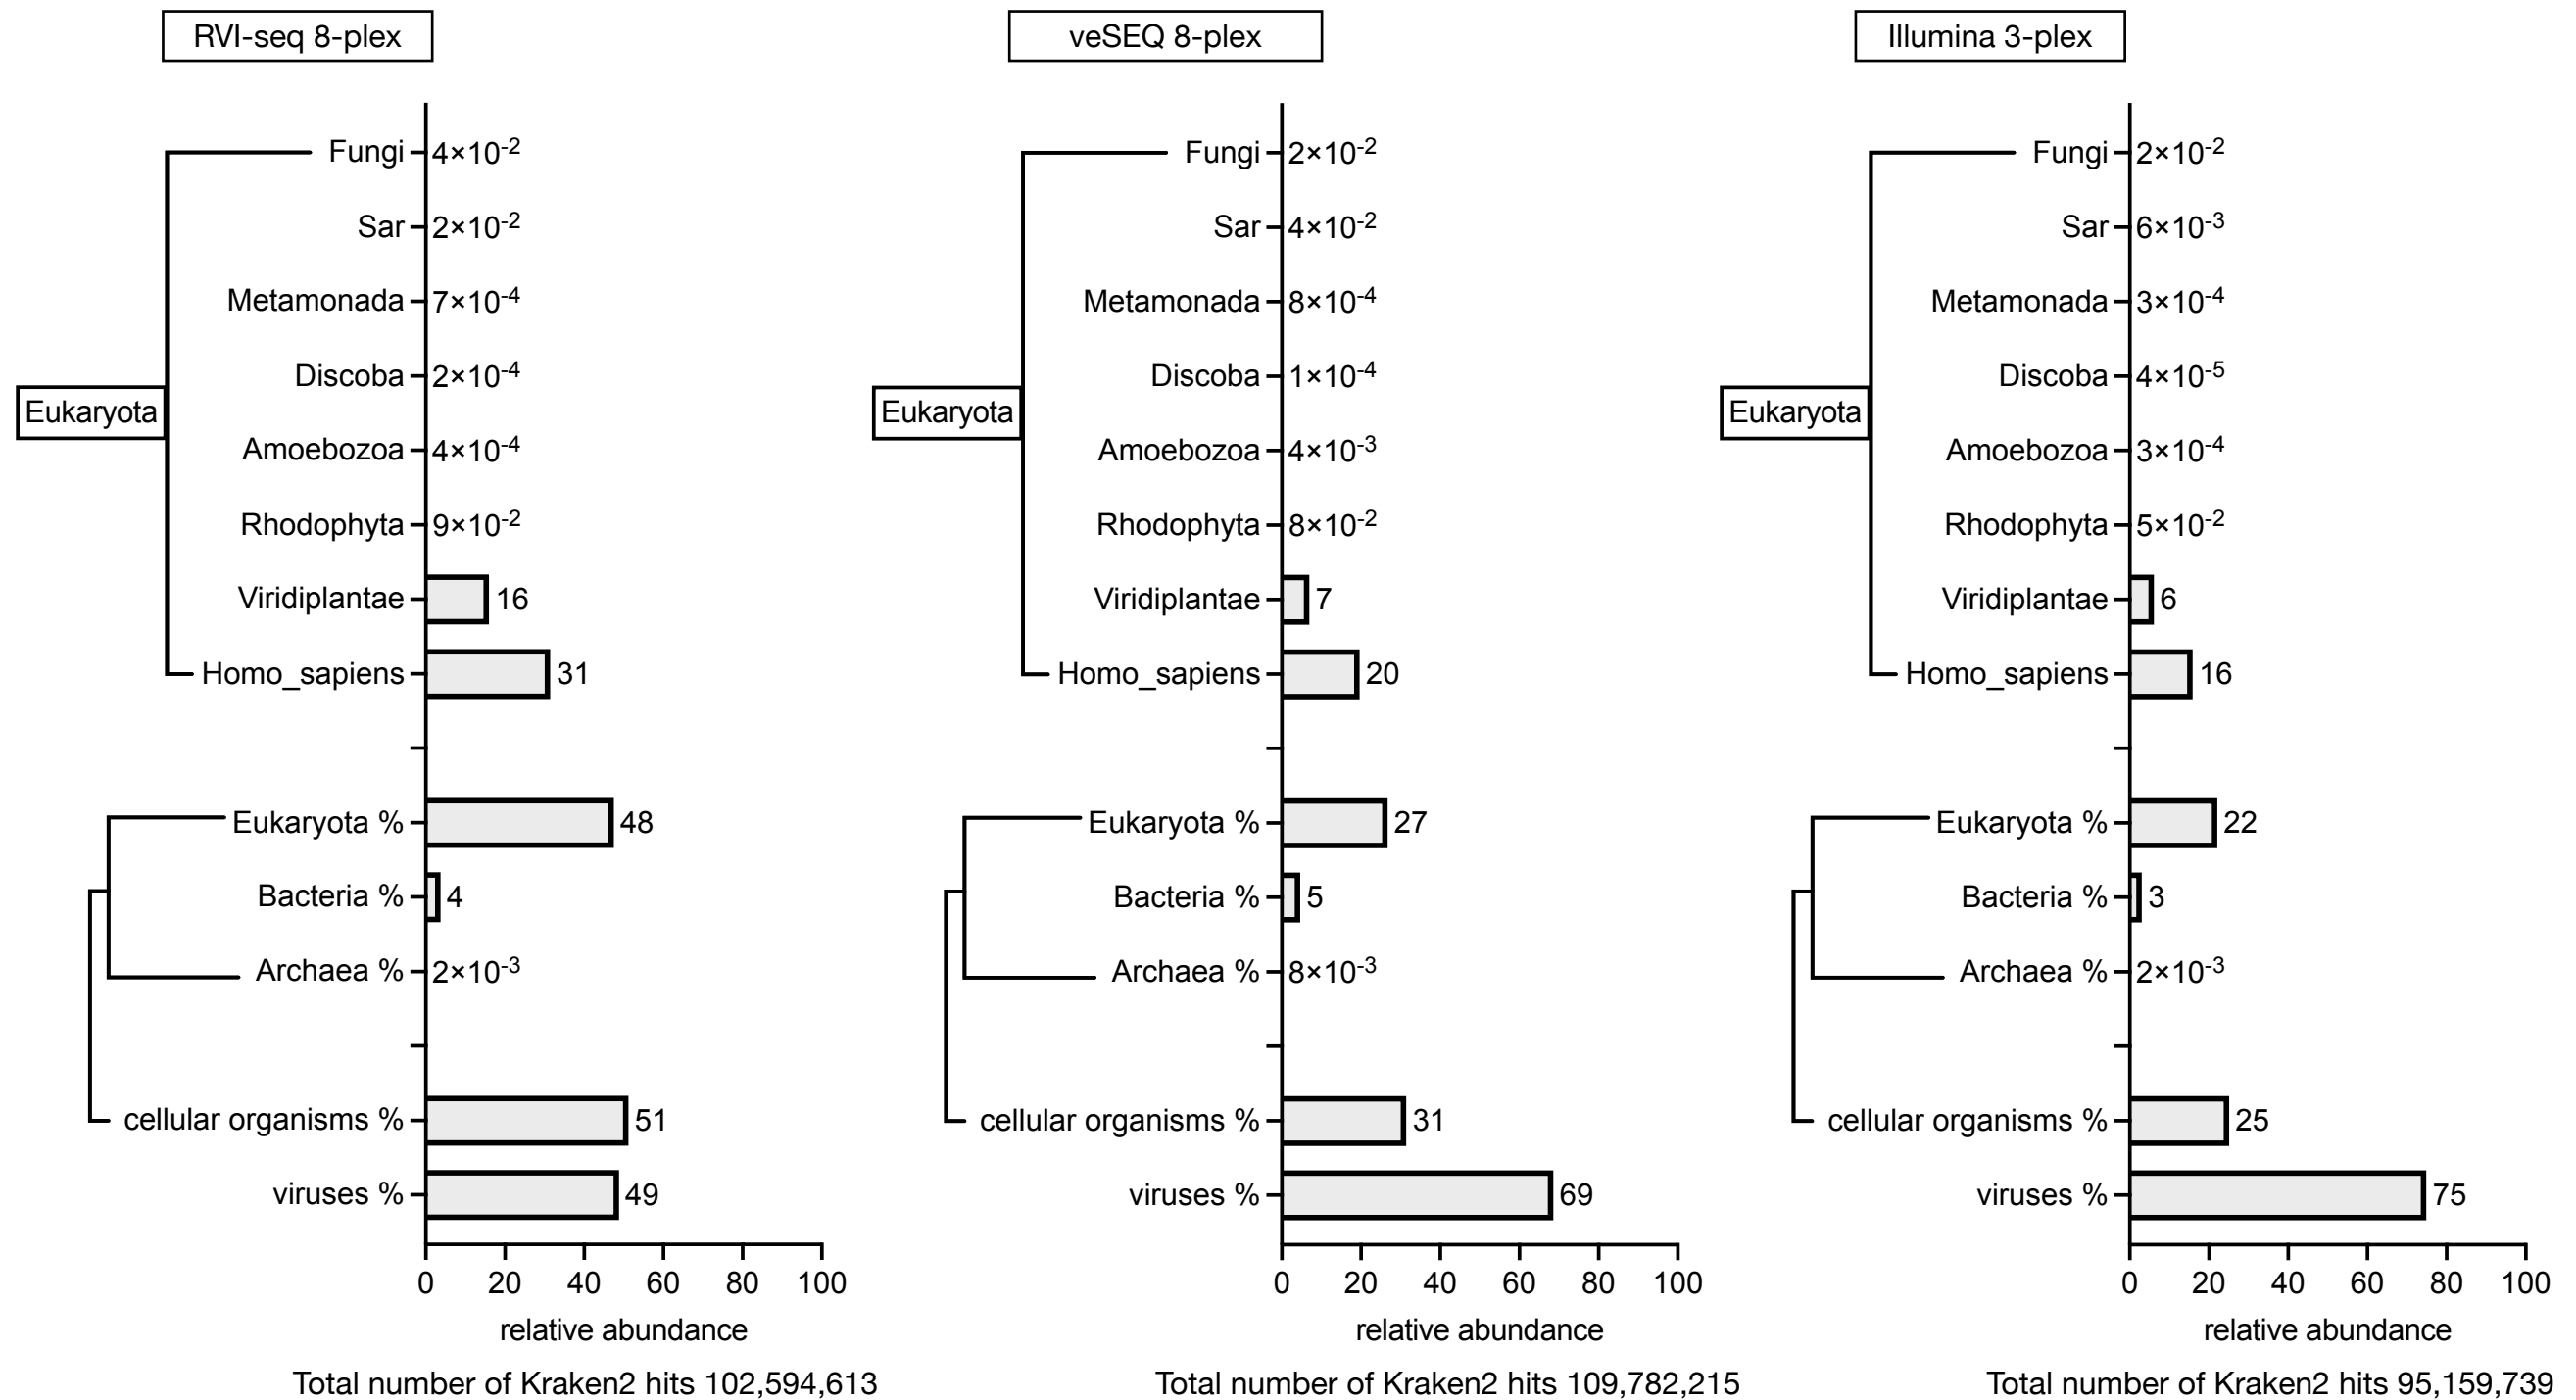 RVI-seq 8-plex
Fungi 4×10⁻²
Sar 2×10⁻²
Metamonada 7×10⁻⁴
Discoba 2×10⁻⁴
Eukaryota
Amoebozoa 4×10⁻⁴
Rhodophyta 9×10⁻²
Viridiplantae 16
Homo_sapiens 31
Eukaryota % 48
Bacteria % 4
Archaea % 2×10⁻³
cellular organisms % 51
viruses % 49
0 20 40 60 80 100
relative abundance
Total number of Kraken2 hits 102,594,613
veSEQ 8-plex
Fungi 2×10⁻²
Sar 4×10⁻²
Metamonada 8×10⁻⁴
Discoba 1×10⁻⁴
Eukaryota
Amoebozoa 4×10⁻³
Rhodophyta 8×10⁻²
Viridiplantae 7
Homo_sapiens 20
Eukaryota % 27
Bacteria % 5
Archaea % 8×10⁻³
cellular organisms % 31
viruses % 69
0 20 40 60 80 100
relative abundance
Total number of Kraken2 hits 109,782,215
Illumina 3-plex
Fungi 2×10⁻²
Sar 6×10⁻³
Metamonada 3×10⁻⁴
Discoba 4×10⁻⁵
Eukaryota
Amoebozoa 3×10⁻⁴
Rhodophyta 5×10⁻²
Viridiplantae 6
Homo_sapiens 16
Eukaryota % 22
Bacteria % 3
Archaea % 2×10⁻³
cellular organisms % 25
viruses % 75
0 20 40 60 80 100
relative abundance
Total number of Kraken2 hits 95,159,739